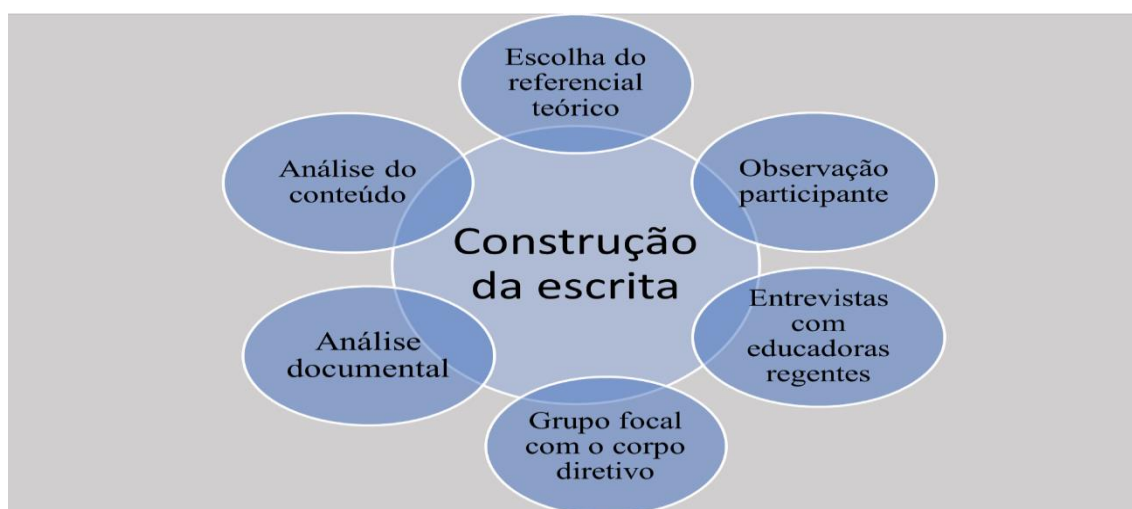 Escolha do
referencial
teórico
Observação
participante
Entrevistas
com
educadoras
regentes
Grupo focal
com o corpo
diretivo
Análise
documental
Análise do
conteúdo
Construção
da escrita